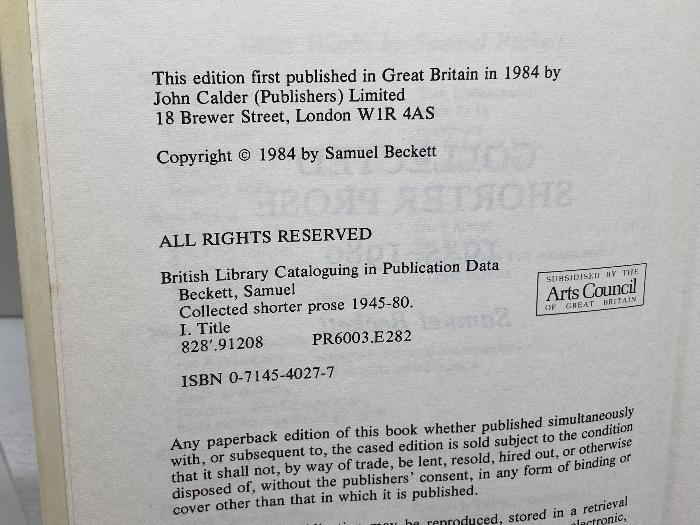 This edition first published in Great Britain in 1984 by
John Calder (Publishers) Limited
18 Brewer Street, London W1R 4AS
Copyright © 1984 by Samuel Beckett
ALL RIGHTS RESERVED
British Library Cataloguing in Publication Data
Beckett, Samuel
Collected shorter prose 1945-80.
I. Title
828'.91208 PR6003.E282
SUBSIDISED BY THE
Arts Council
OF GREAT BRITAIN
ISBN 0-7145-4027-7
Any paperback edition of this book whether published simultaneously
with, or subsequent to, the cased edition is sold subject to the condition
that it shall not, by way of trade, be lent, resold, hired out, or otherwise
disposed of, without the publishers' consent, in any form of binding or
cover other than that in which it is published.
be reproduced, stored in a retrieval
electronic,